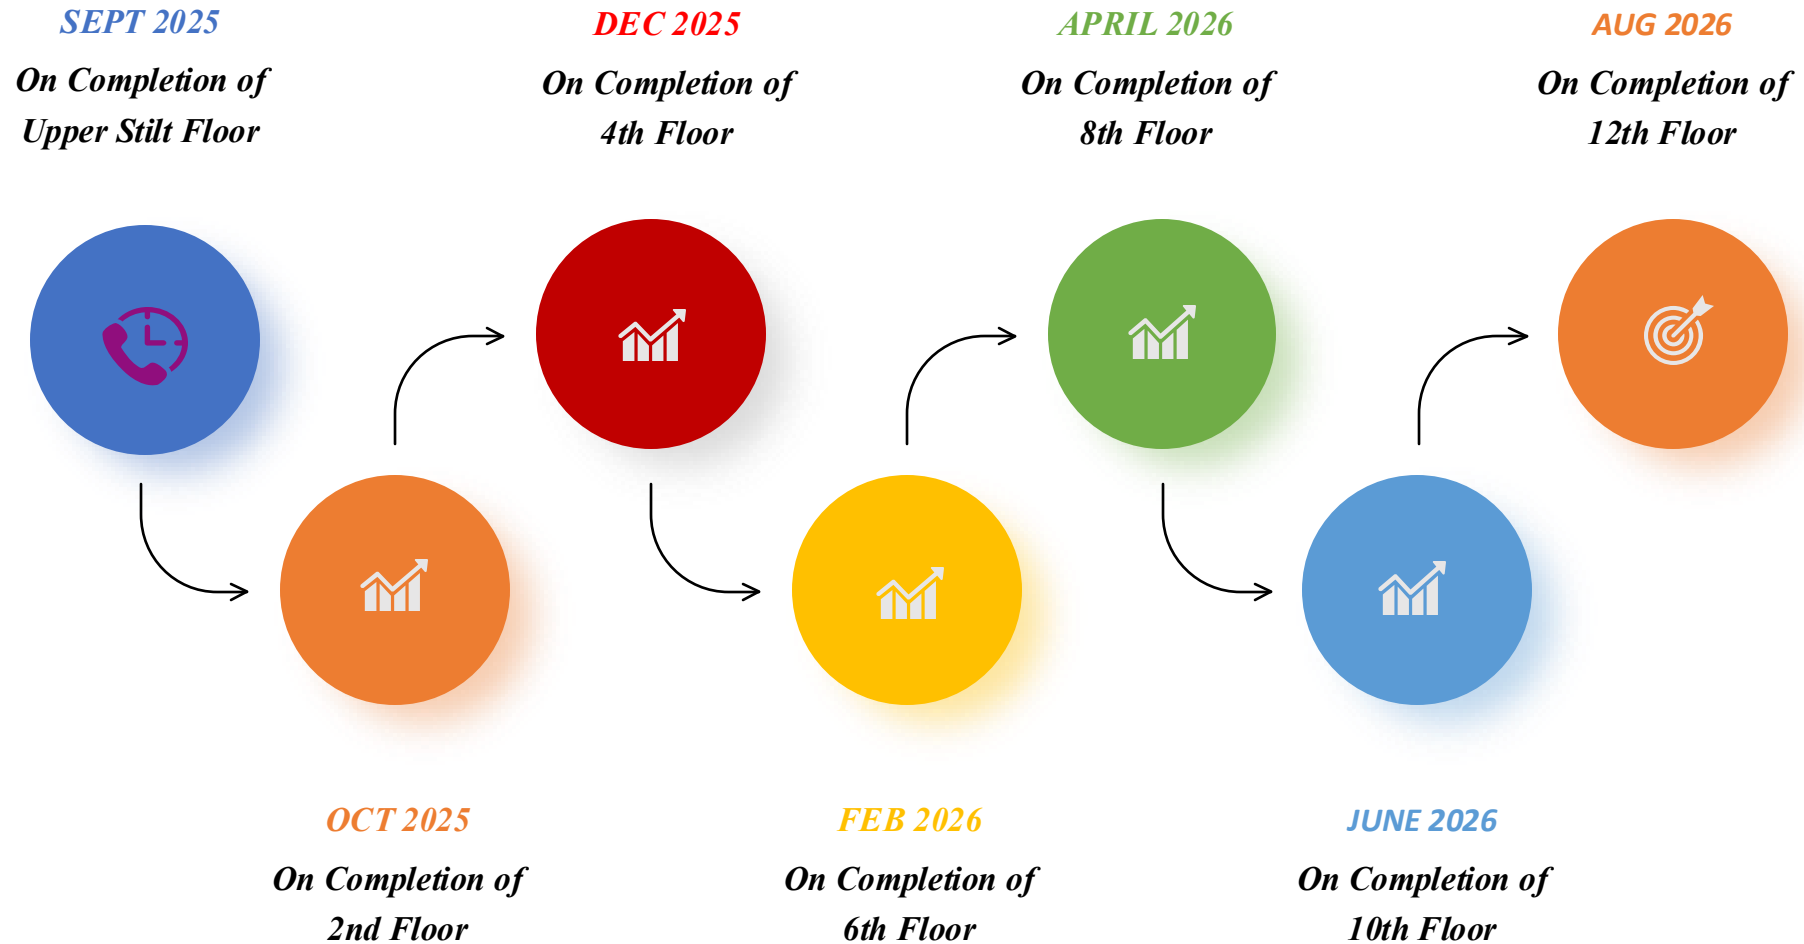 SEPT 2025
On Completion of
Upper Stilt Floor
DEC 2025
On Completion of
4th Floor
APRIL 2026
On Completion of
8th Floor
AUG 2026
On Completion of
12th Floor
OCT 2025
On Completion of
2nd Floor
FEB 2026
On Completion of
6th Floor
JUNE 2026
On Completion of
10th Floor